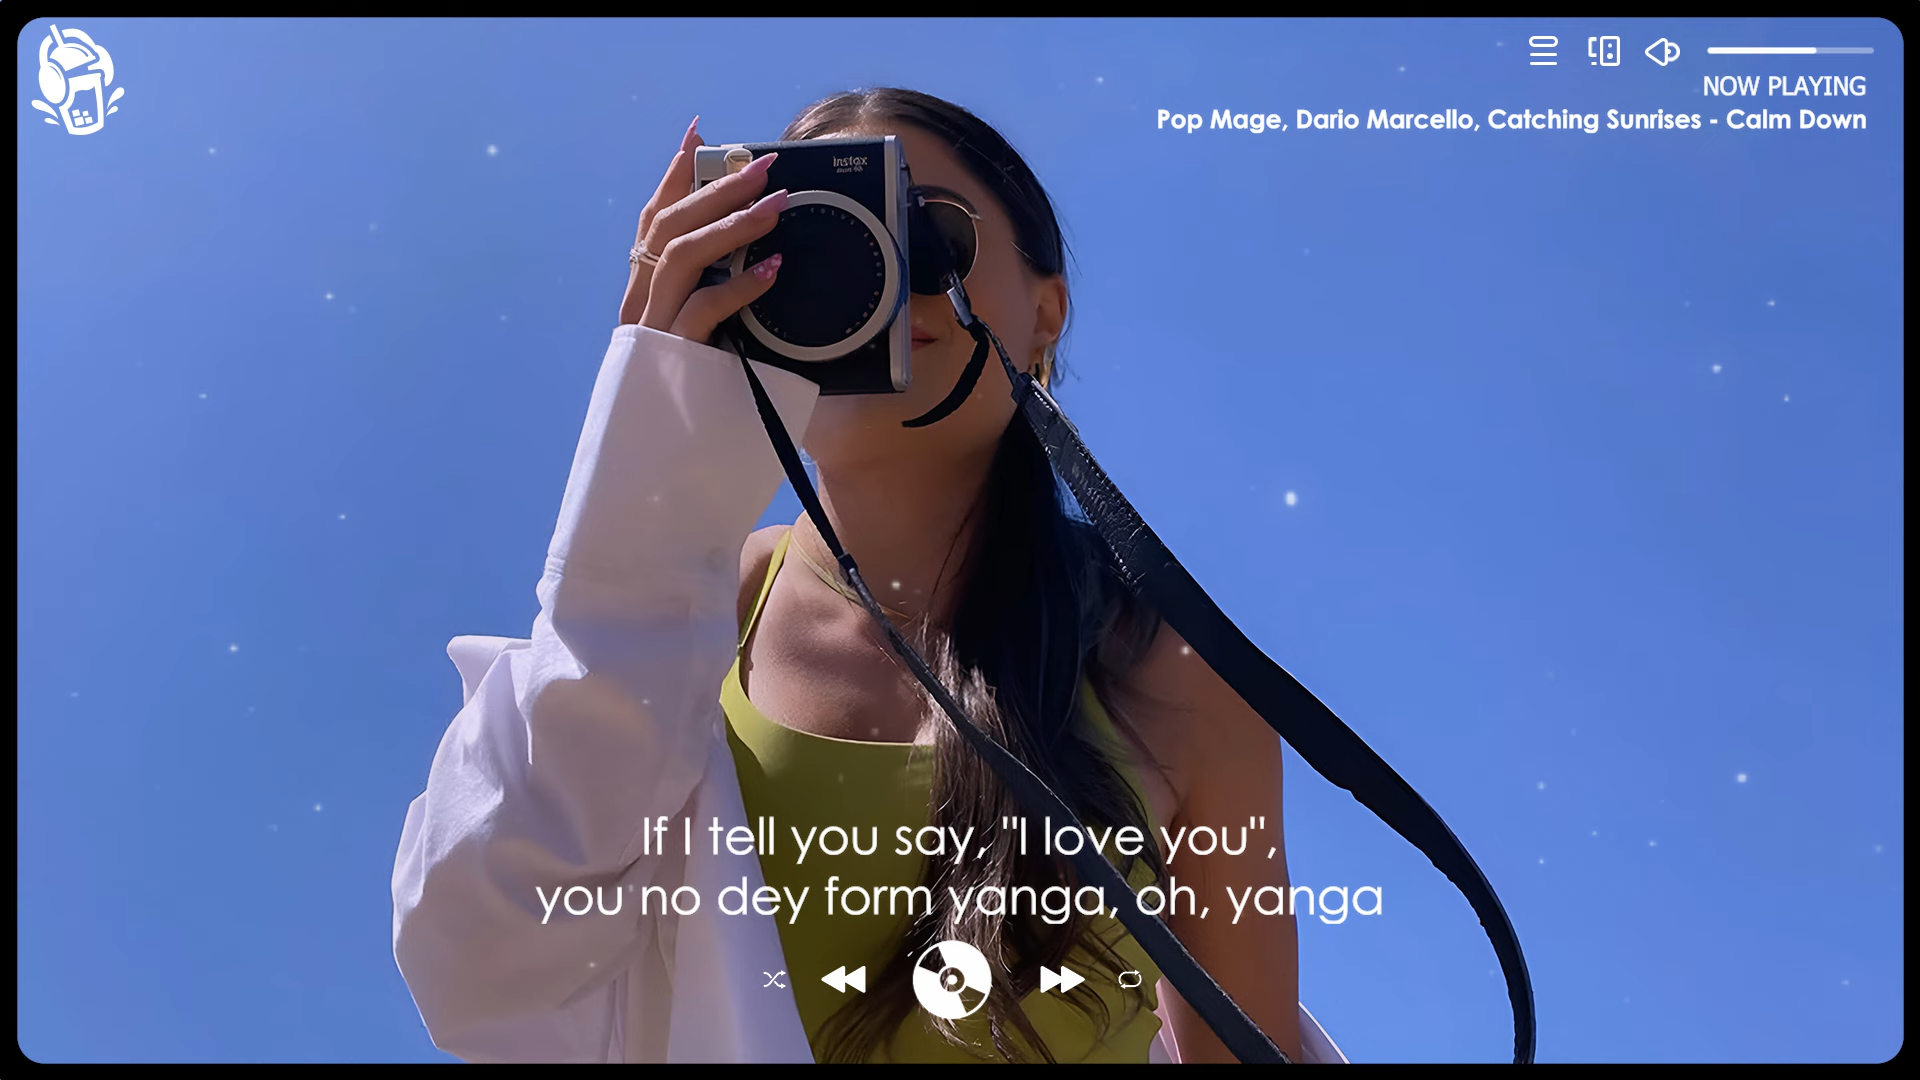 NOW PLAYING
Pop Mage, Dario Marcello, Catching Sunrises - Calm Down
instax
If I tell you say, "I love you",
you no dey form yanga, oh, yanga